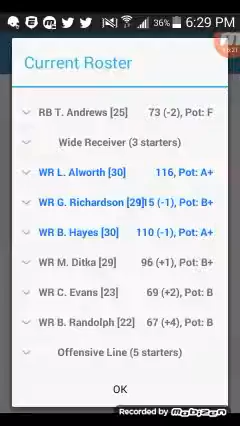 36% 6:29 PM
Current Roster
RB T. Andrews [25] 73 (-2), Pot: F
Wide Receiver (3 starters)
WR L. Alworth [30] 116, Pot: A+
WR G. Richardson [29]15 (-1), Pot: B+
WR B. Hayes [30] 110 (-1), Pot: A+
WR M. Ditka [29] 96 (+1), Pot: B+
WR C. Evans [23] 69 (+2), Pot: B
WR B. Randolph [22] 67 (+4), Pot: B
Offensive Line (5 starters)
OK
Recorded by mobizen